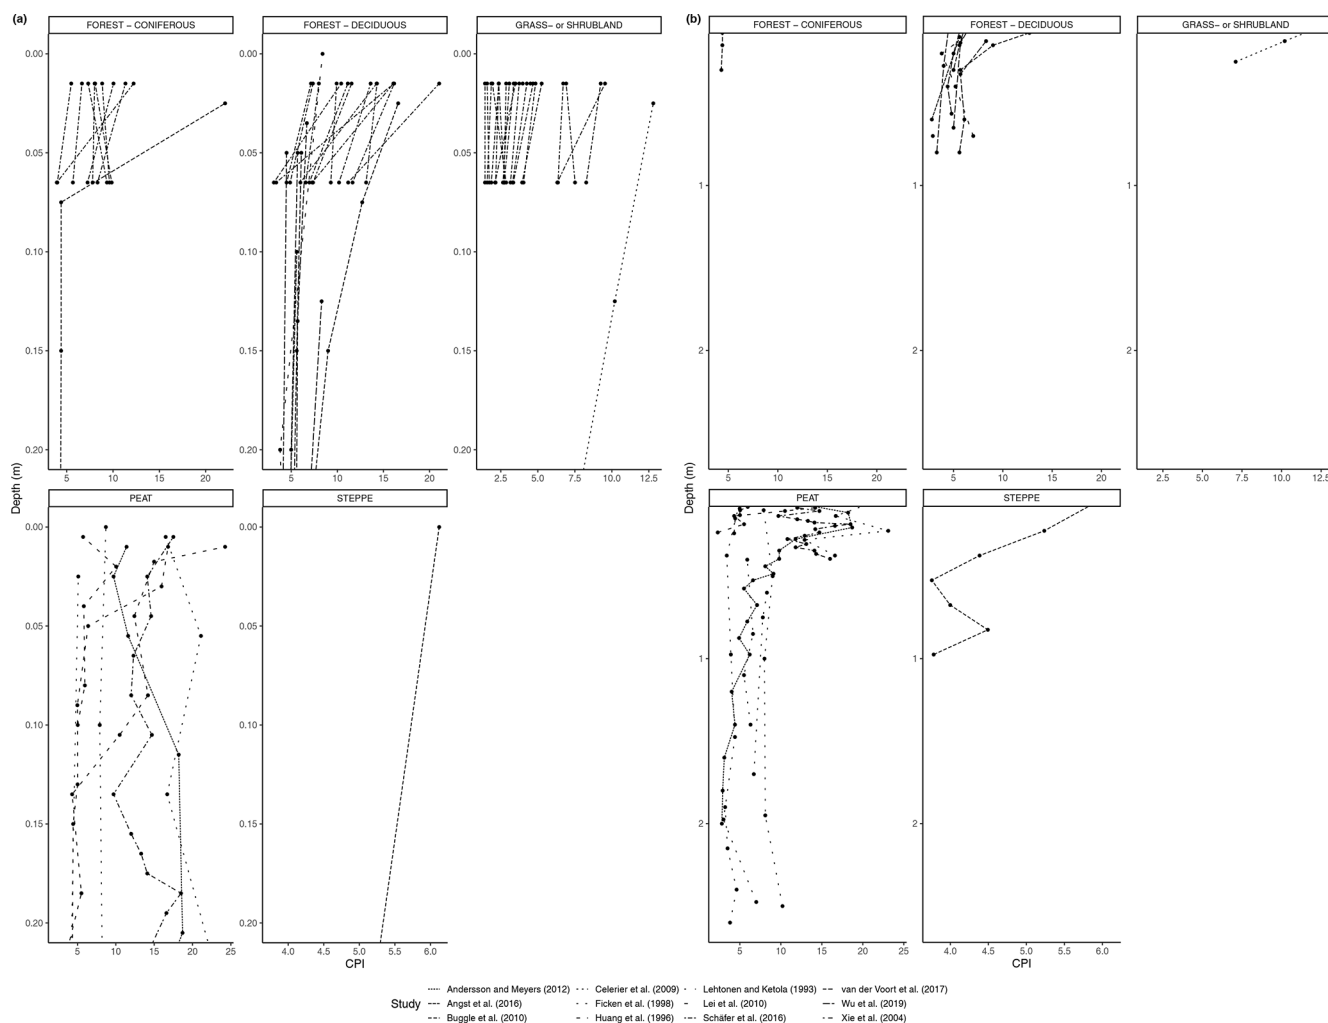 (a)
FOREST − CONIFEROUS
FOREST − DECIDUOUS
GRASS− or SHRUBLAND
(b)
FOREST − CONIFEROUS
FOREST − DECIDUOUS
GRASS− or SHRUBLAND
0.00
0.05
0.10
0.15
0.20
1
2
5 10 15 20
5 10 15 20
2.5 5.0 7.5 10.0 12.5
5 10 15 20
5 10 15 20
2.5 5.0 7.5 10.0 12.5
Depth (m)
Depth (m)
PEAT
STEPPE
PEAT
STEPPE
0.00
0.05
0.10
0.15
0.20
1
2
5 10 15 20 25
4.0 4.5 5.0 5.5 6.0
5 10 15 20 25
4.0 4.5 5.0 5.5 6.0
CPI
CPI
Study
Andersson and Meyers (2012) Celerier et al. (2009) Lehtonen and Ketola (1993) van der Voort et al. (2017)
Angst et al. (2016) Ficken et al. (1998) Lei et al. (2010) Wu et al. (2019)
Buggle et al. (2010) Huang et al. (1996) Schäfer et al. (2016) Xie et al. (2004)